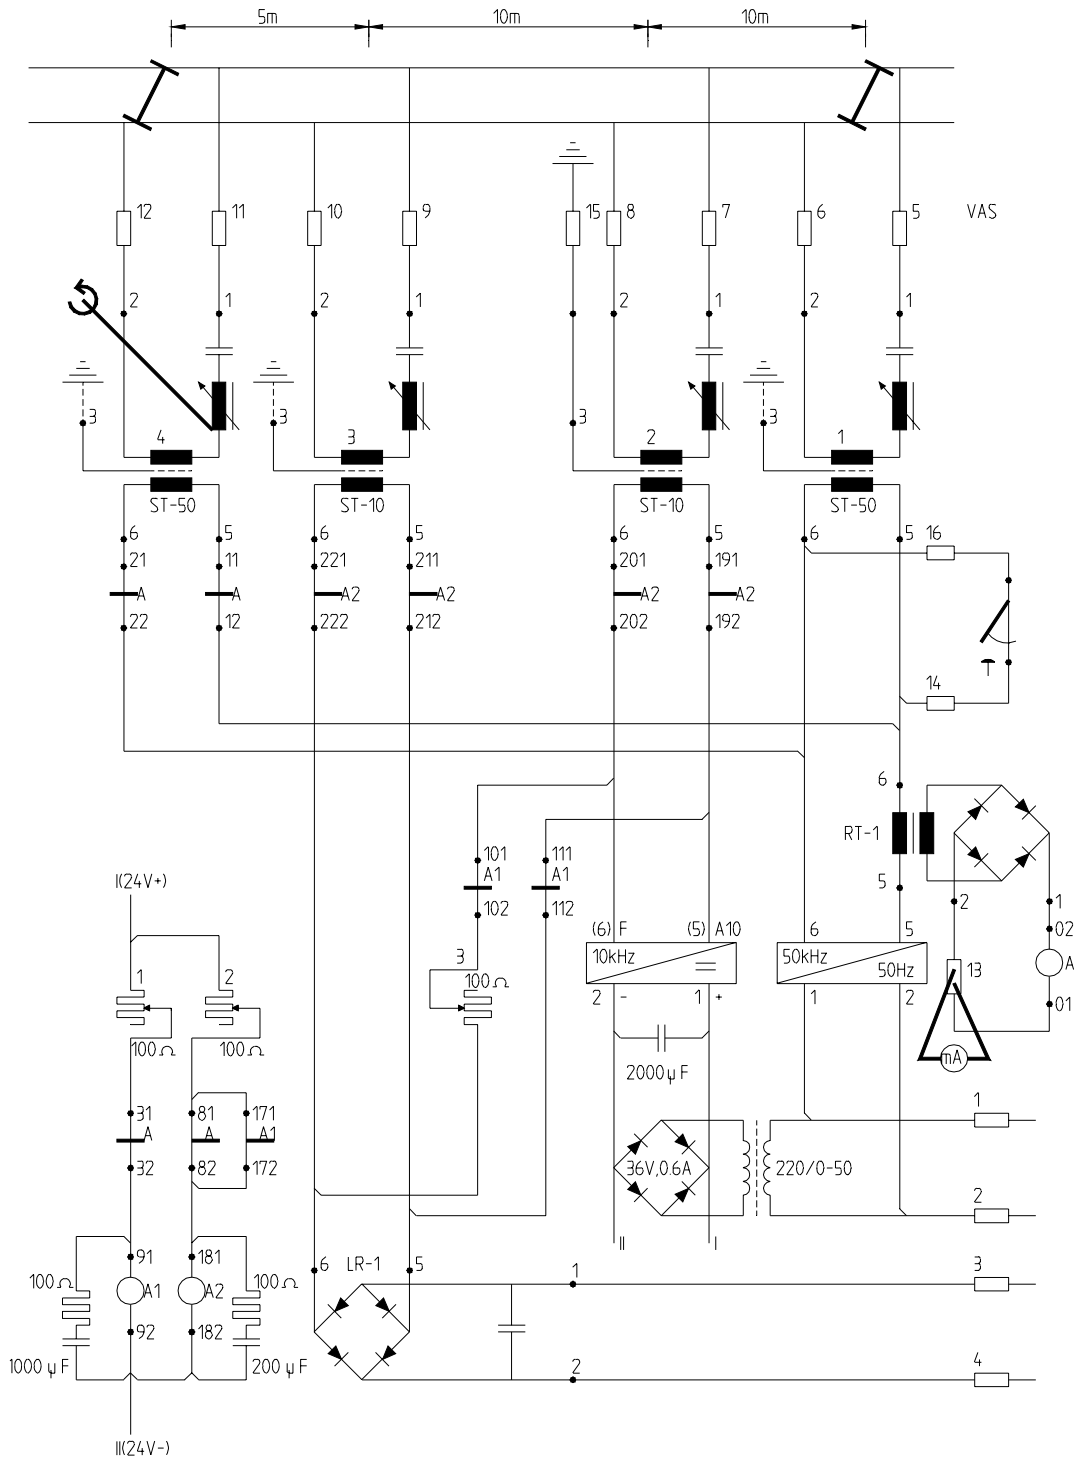 5m 10m 10m
12 11 10 9 15 8 7 6 5 VAS
2 1 2 1 2 1 2 1
3 3 3 3
4 3 2 1
ST-50 ST-10 ST-10 ST-50
6 5 6 5 6 5 6 5 16
21 11 221 211 201 191
A A A2 A2 A2 A2
22 12 222 212 202 192
14
6
RT-1
101 111
A1 A1
I(24V+) 5
102 112 2 1
(6) F (5) A10 6 5 02
10kHz 50kHz
3 50Hz 13 A
1 2 100Ω
2 - 1 + 1 2 01
100Ω 100Ω mA
2000μF
31 81 171 1
A A A1
32 82 172 36V,0.6A 220/0-50
2
II I
91 181 6 LR-1 5 1 3
100Ω A1 A2 100Ω
92 182
1000μF 200μF 2 4
II(24V-)